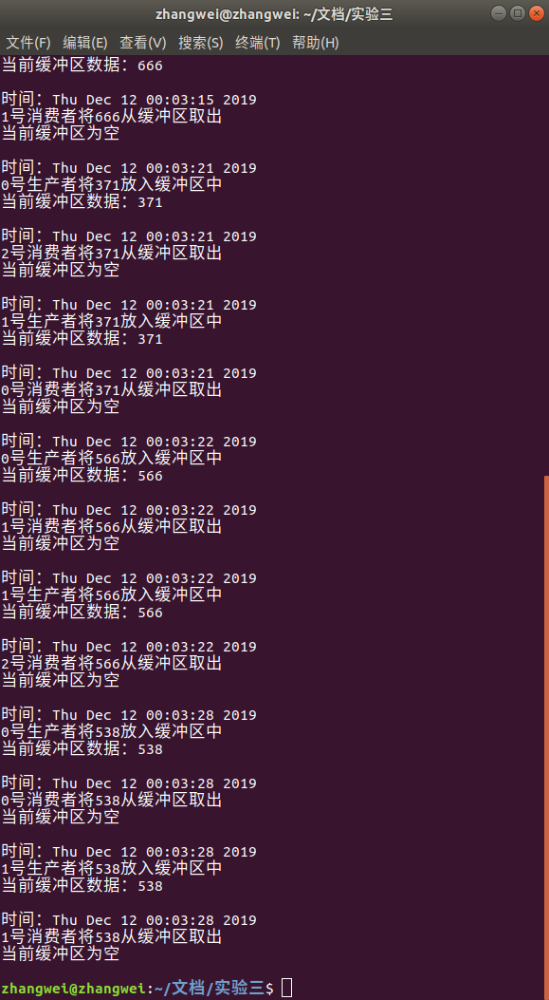 zhangwei@zhangwei: ~/文档/实验三
文件(F) 编辑(E) 查看(V) 搜索(S) 终端(T) 帮助(H)
当前缓冲区数据：666
时间：Thu Dec 12 00:03:15 2019
1号消费者将666从缓冲区取出
当前缓冲区为空
时间：Thu Dec 12 00:03:21 2019
0号生产者将371放入缓冲区中
当前缓冲区数据：371
时间：Thu Dec 12 00:03:21 2019
2号消费者将371从缓冲区取出
当前缓冲区为空
时间：Thu Dec 12 00:03:21 2019
1号生产者将371放入缓冲区中
当前缓冲区数据：371
时间：Thu Dec 12 00:03:21 2019
0号消费者将371从缓冲区取出
当前缓冲区为空
时间：Thu Dec 12 00:03:22 2019
0号生产者将566放入缓冲区中
当前缓冲区数据：566
时间：Thu Dec 12 00:03:22 2019
1号消费者将566从缓冲区取出
当前缓冲区为空
时间：Thu Dec 12 00:03:22 2019
1号生产者将566放入缓冲区中
当前缓冲区数据：566
时间：Thu Dec 12 00:03:22 2019
2号消费者将566从缓冲区取出
当前缓冲区为空
时间：Thu Dec 12 00:03:28 2019
0号生产者将538放入缓冲区中
当前缓冲区数据：538
时间：Thu Dec 12 00:03:28 2019
0号消费者将538从缓冲区取出
当前缓冲区为空
时间：Thu Dec 12 00:03:28 2019
1号生产者将538放入缓冲区中
当前缓冲区数据：538
时间：Thu Dec 12 00:03:28 2019
1号消费者将538从缓冲区取出
当前缓冲区为空
zhangwei@zhangwei:~/文档/实验三$